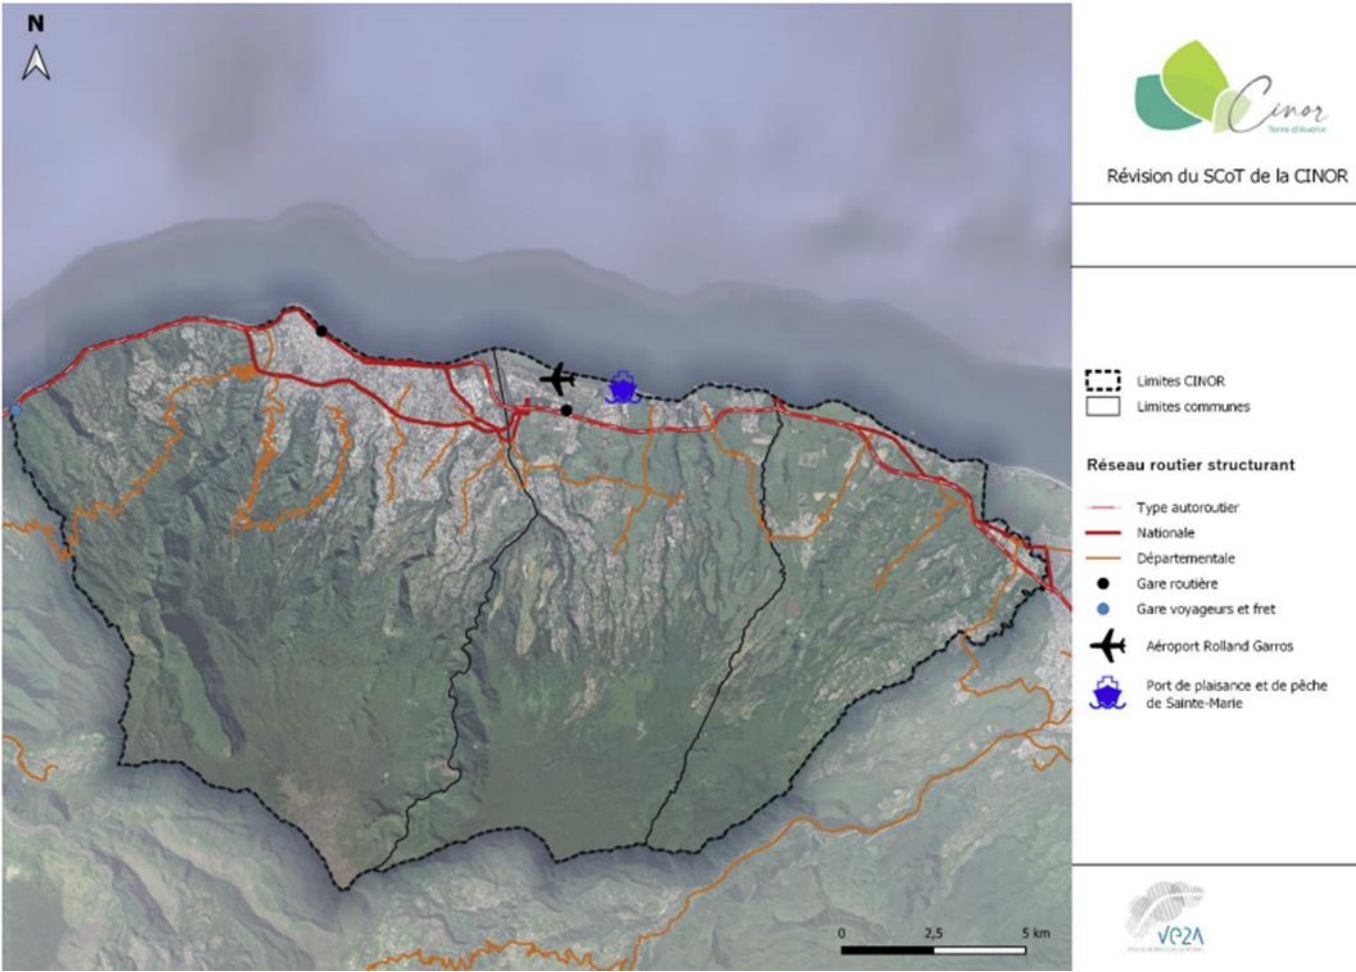 N
Cinor
Terre d'Avenir
Révision du SCoT de la CINOR
Limites CINOR
Limites communes
Réseau routier structurant
Type autoroutier
Nationale
Départementale
Gare routière
Gare voyageurs et fret
Aéroport Rolland Garros
Port de plaisance et de pêche
de Sainte-Marie
0 2,5 5 km
VE2A